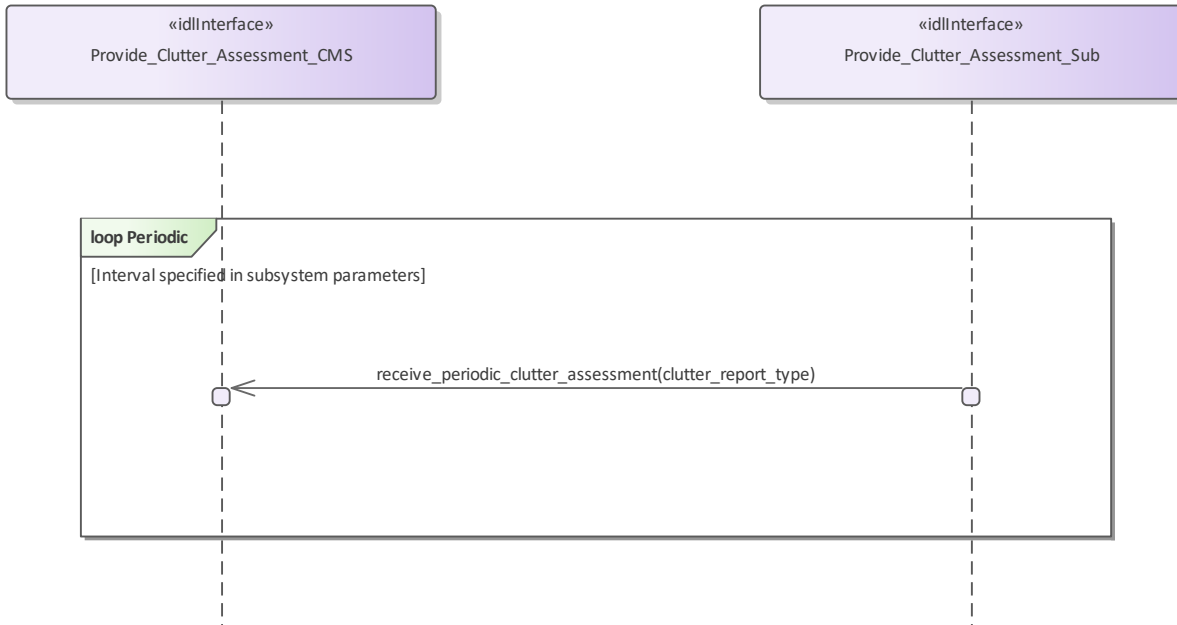 «idlInterface»
Provide_Clutter_Assessment_CMS
«idlInterface»
Provide_Clutter_Assessment_Sub
loop Periodic
[Interval specified in subsystem parameters]
receive_periodic_clutter_assessment(clutter_report_type)